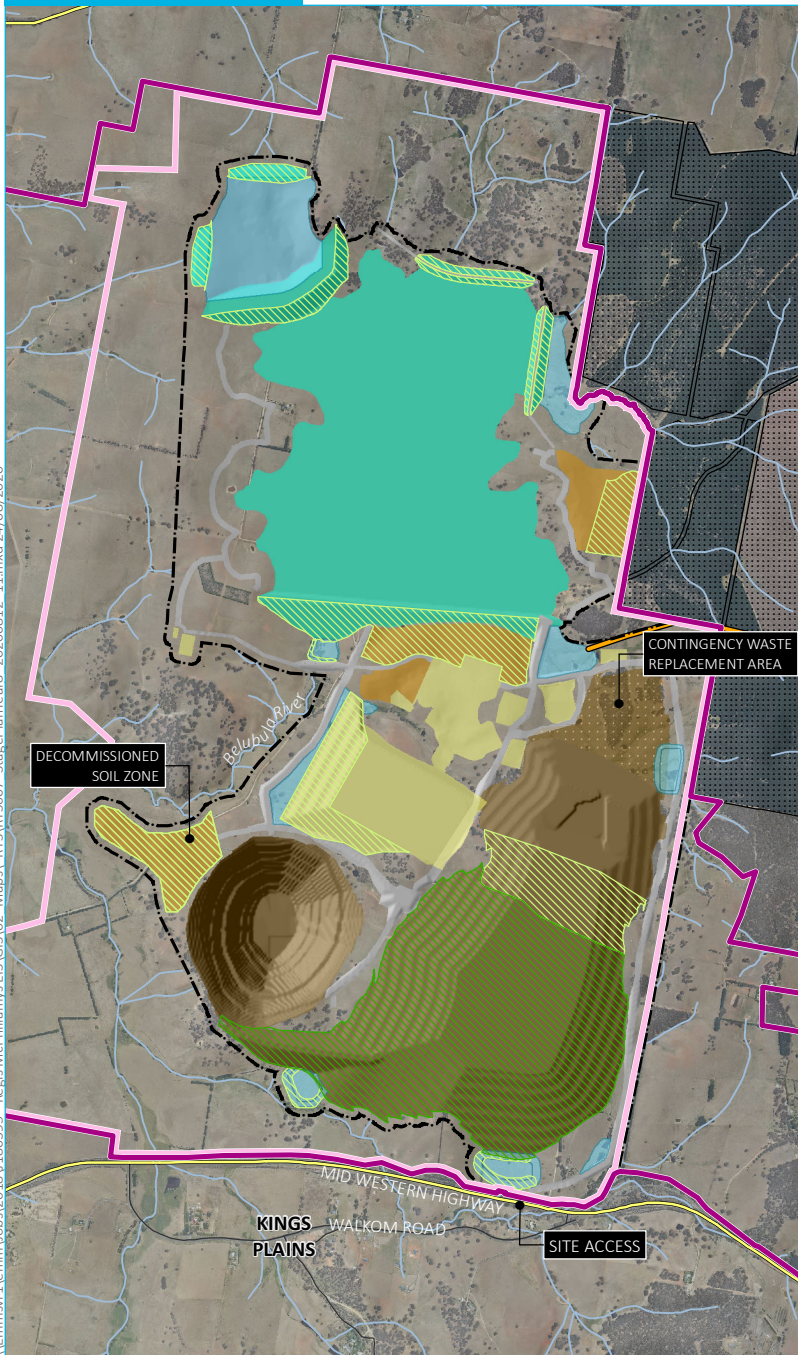 CONTINGENCY WASTE
REPLACEMENT AREA
Belubula River
DECOMMISSIONED
SOIL ZONE
MID WESTERN HIGHWAY
KINGS
PLAINS
WALKOM ROAD
SITE ACCESS